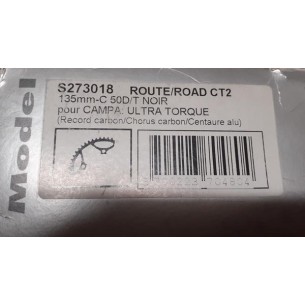 S273018 ROUTE/ROAD CT2
135mm-C 50D/T NOIR
pour CAMPA: ULTRA TORQUE
(Record carbon/Chorus carbon/Centaure alu)
Model